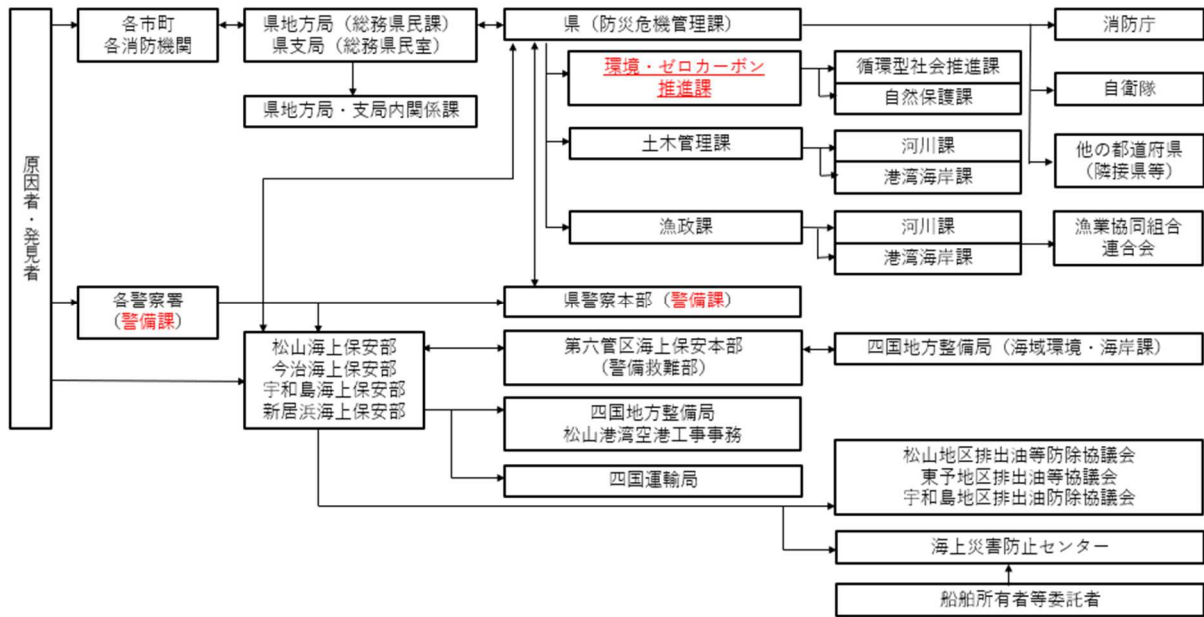 原因者・発見者
各市町
各消防機関
県地方局（総務県民課）
県支局（総務県民室）
県地方局・支局内関係課
県（防災危機管理課）
環境・ゼロカーボン
推進課
循環型社会推進課
自然保護課
土木管理課
河川課
港湾海岸課
漁政課
河川課
港湾海岸課
消防庁
自衛隊
他の都道府県
（隣接県等）
漁業協同組合
連合会
各警察署
（警備課）
県警察本部（警備課）
松山海上保安部
今治海上保安部
宇和島海上保安部
新居浜海上保安部
第六管区海上保安本部
（警備救難部）
四国地方整備局（海域環境・海岸課）
四国地方整備局
松山港湾空港工事事務
四国運輸局
松山地区排出油等防除協議会
東予地区排出油等協議会
宇和島地区排出油防除協議会
海上災害防止センター
船舶所有者等委託者